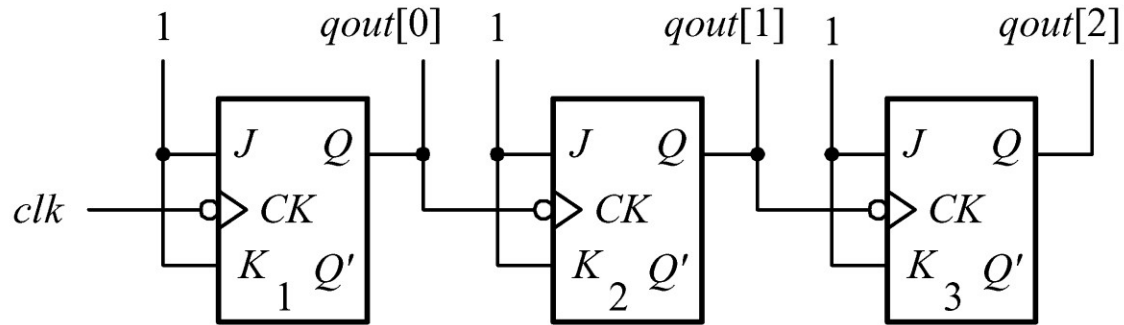 1 qout[0] 1 qout[1] 1 qout[2]
J Q J Q J Q
clk CK CK CK
K 1 Q′ K 2 Q′ K 3 Q′